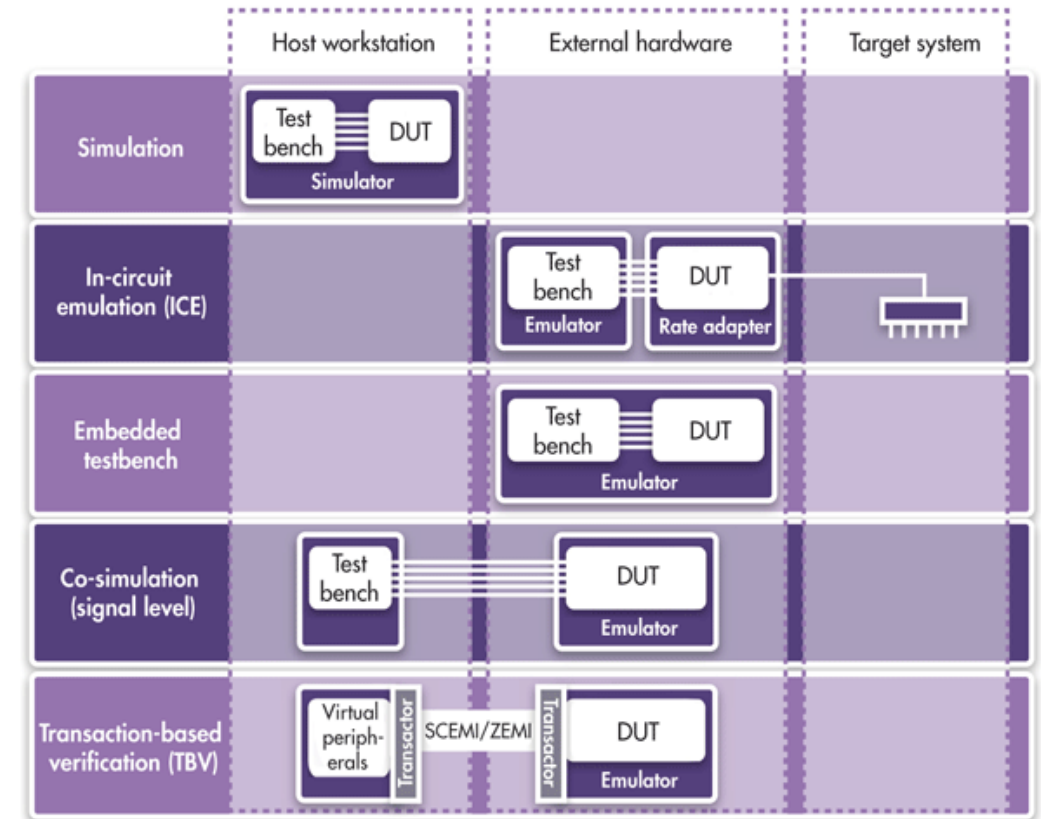 Host workstation
External hardware
Target system
Simulation
Test
bench
DUT
Simulator
In-circuit
emulation (ICE)
Test
bench
Emulator
DUT
Rate adapter
Embedded
testbench
Test
bench
DUT
Emulator
Co-simulation
(signal level)
Test
bench
DUT
Emulator
Transaction-based
verification (TBV)
Virtual
periph-
erals
Transactor
SCEMI/ZEMI
Transactor
DUT
Emulator